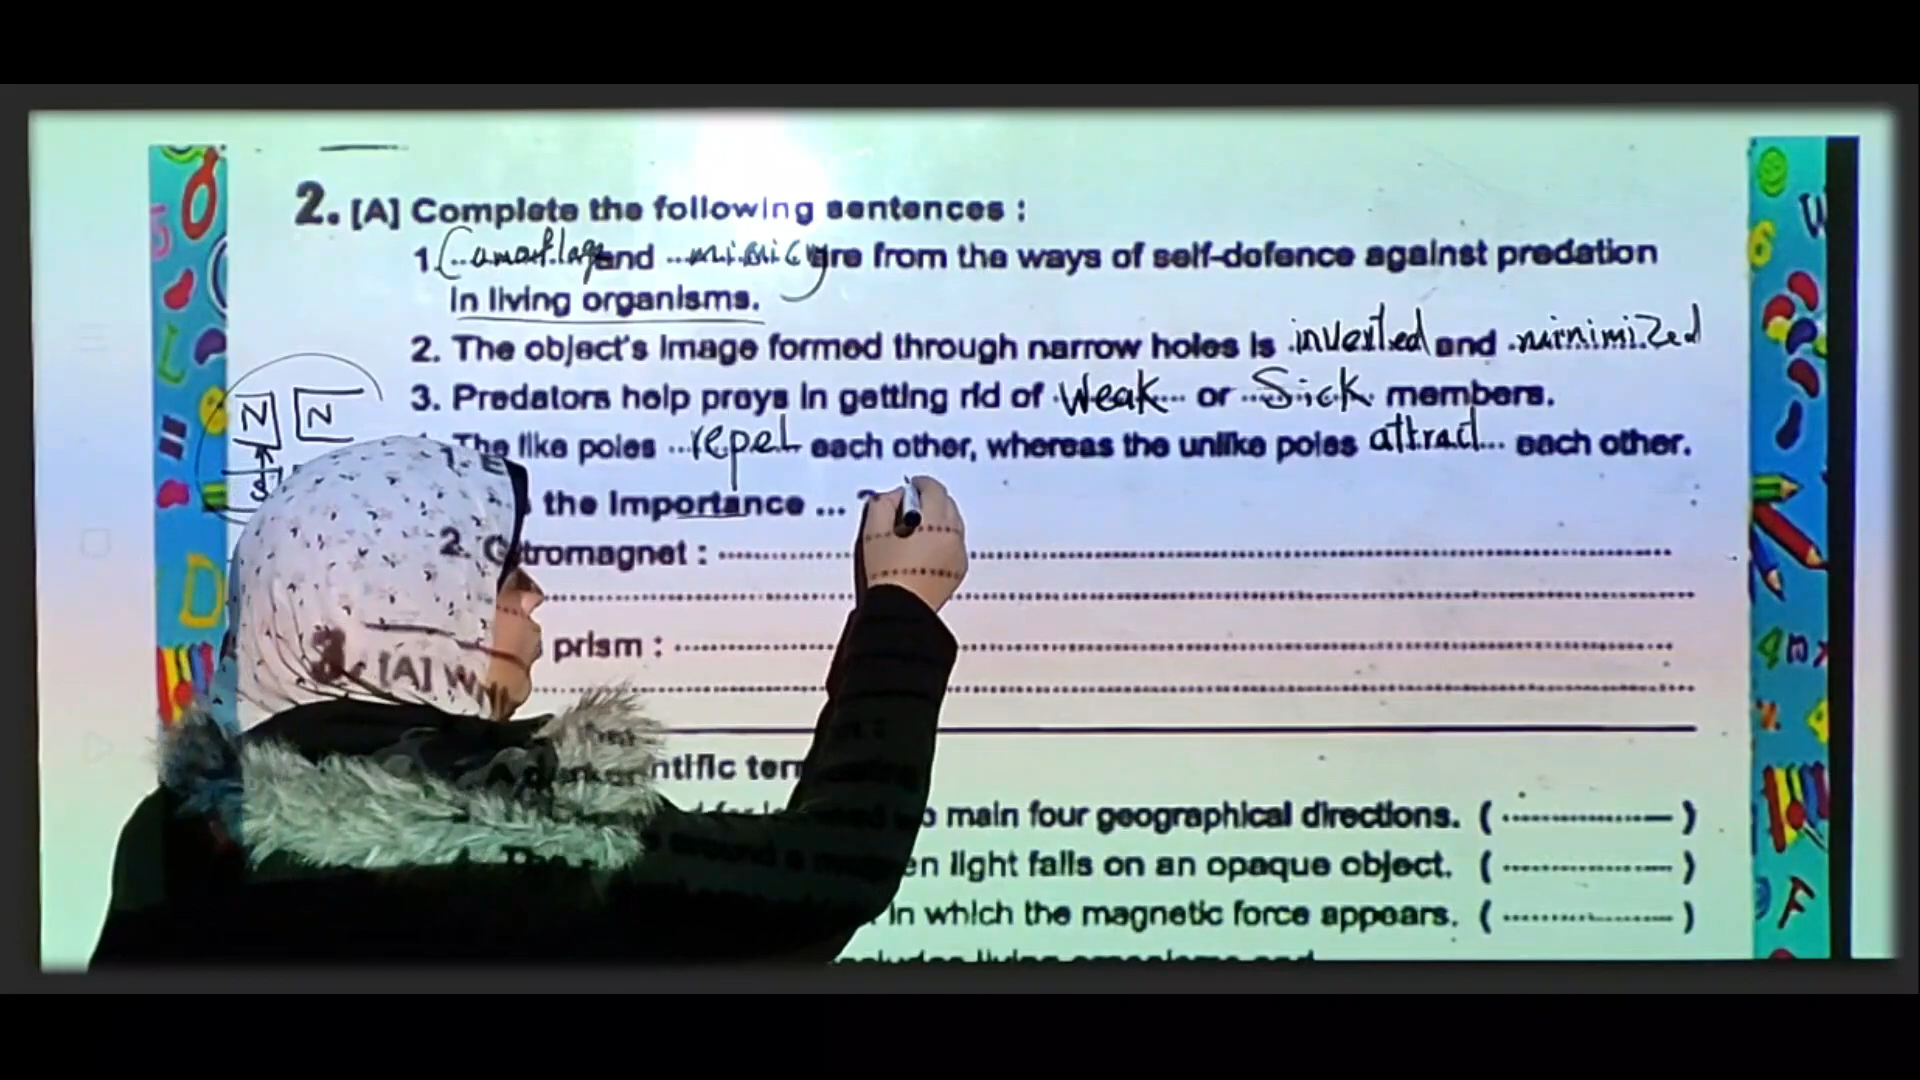 2. [A] Complete the following sentences :
1. Camouflage and mimicry are from the ways of self-defence against predation
in living organisms.
2. The object's image formed through narrow holes is inverted and minimized
3. Predators help preys in getting rid of Weak or Sick members.
N N
The like poles repel each other, whereas the unlike poles attract each other.
the importance ... ?
2. tromagnet :
prism :
3. [A] Wh
ntific term
main four geographical directions. ( )
en light falls on an opaque object. ( )
in which the magnetic force appears. ( )